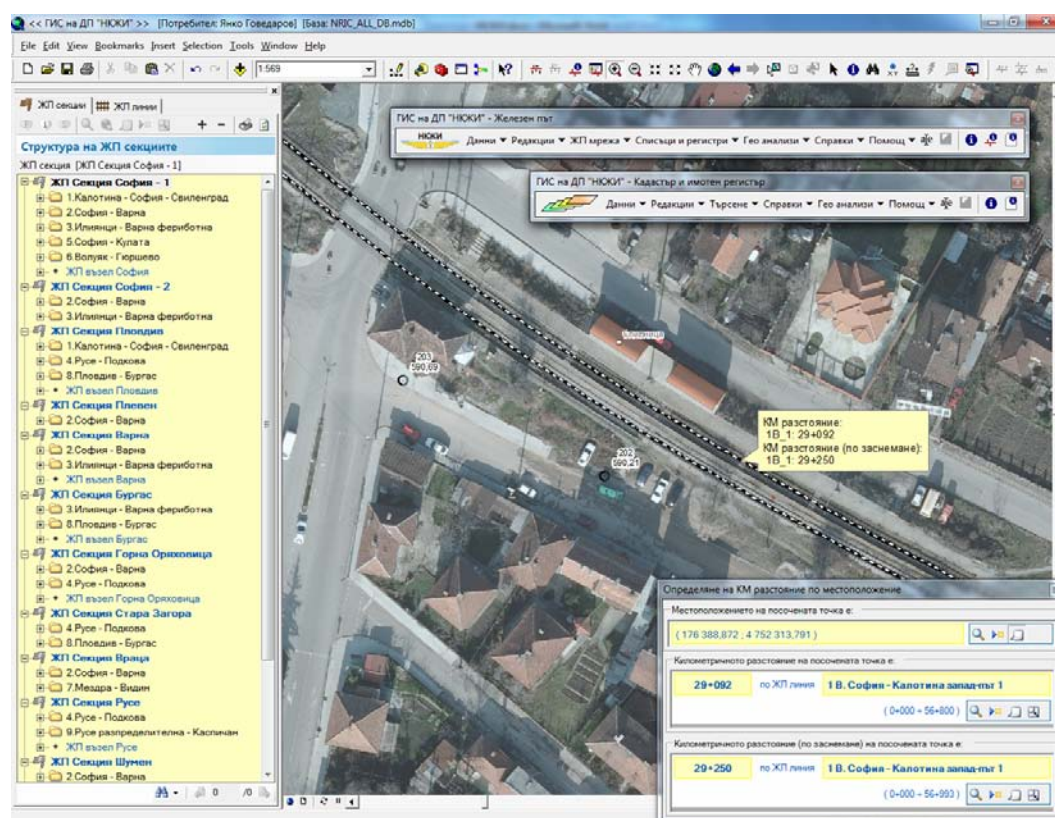 << ГИС на ДП "НКЖИ" >> [Потребител: Янко Говедаров] [База: NRIC_ALL_DB.mdb]
File Edit View Bookmarks Insert Selection Tools Window Help
1:569
ЖП секции ЖП линии
Структура на ЖП секциите
ЖП секция [ЖП Секция София - 1]
ЖП Секция София - 1
1.Калотина - София - Свиленград
2.София - Варна
3.Илиянци - Варна фериботна
5.София - Кулата
6.Волуяк - Гюешево
ЖП възел София
ЖП Секция София - 2
2.София - Варна
3.Илиянци - Варна фериботна
ЖП Секция Пловдив
1.Калотина - София - Свиленград
4.Русе - Подкова
8.Пловдив - Бургас
ЖП възел Пловдив
ЖП Секция Плевен
2.София - Варна
ЖП Секция Варна
2.София - Варна
3.Илиянци - Варна фериботна
ЖП възел Варна
ЖП Секция Бургас
3.Илиянци - Варна фериботна
8.Пловдив - Бургас
ЖП възел Бургас
ЖП Секция Горна Оряховица
2.София - Варна
4.Русе - Подкова
ЖП възел Горна Оряховица
ЖП Секция Стара Загора
4.Русе - Подкова
8.Пловдив - Бургас
ЖП Секция Враца
2.София - Варна
7.Мездра - Видин
ЖП Секция Русе
4.Русе - Подкова
9.Русе разпределителна - Каспичан
ЖП възел Русе
ЖП Секция Шумен
2.София - Варна
0 /0
ГИС на ДП "НКЖИ" - Железен път
НКЖИ
Данни Редакции ЖП мрежа Списъци и регистри Гео анализи Справки Помощ
ГИС на ДП "НКЖИ" - Кадастър и имотен регистър
Данни Редакции Търсене Справки Гео анализи Помощ
203
590,69
202
590,21
КМ разстояние:
1В_1: 29+092
КМ разстояние (по заснемане):
1В_1: 29+250
Определяне на КМ разстояние по местоположение
Местоположението на посочената точка е:
( 176 388,872 ; 4 752 313,791 )
Километричното разстояние на посочената точка е:
29+092 по ЖП линия 1 В. София - Калотина запад-път 1
( 0+000 ÷ 56+800 )
Километричното разстояние (по заснемане) на посочената точка е:
29+250 по ЖП линия 1 В. София - Калотина запад-път 1
( 0+000 ÷ 56+993 )